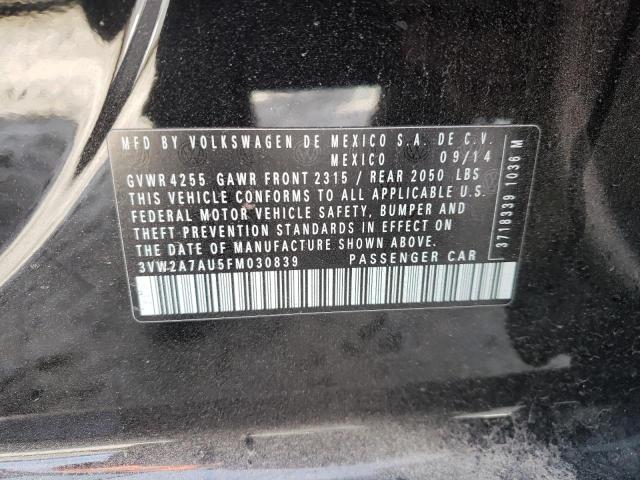 MFD BY VOLKSWAGEN DE MEXICO S.A. DE C.V.
MEXICO 09/14
GVWR 4255 GAWR FRONT 2315 / REAR 2050 LBS
THIS VEHICLE CONFORMS TO ALL APPLICABLE U.S.
FEDERAL MOTOR VEHICLE SAFETY, BUMPER AND
THEFT PREVENTION STANDARDS IN EFFECT ON
THE DATE OF MANUFACTURE SHOWN ABOVE.
3VW2A7AU5FM030839 PASSENGER CAR
3718339 1036 M